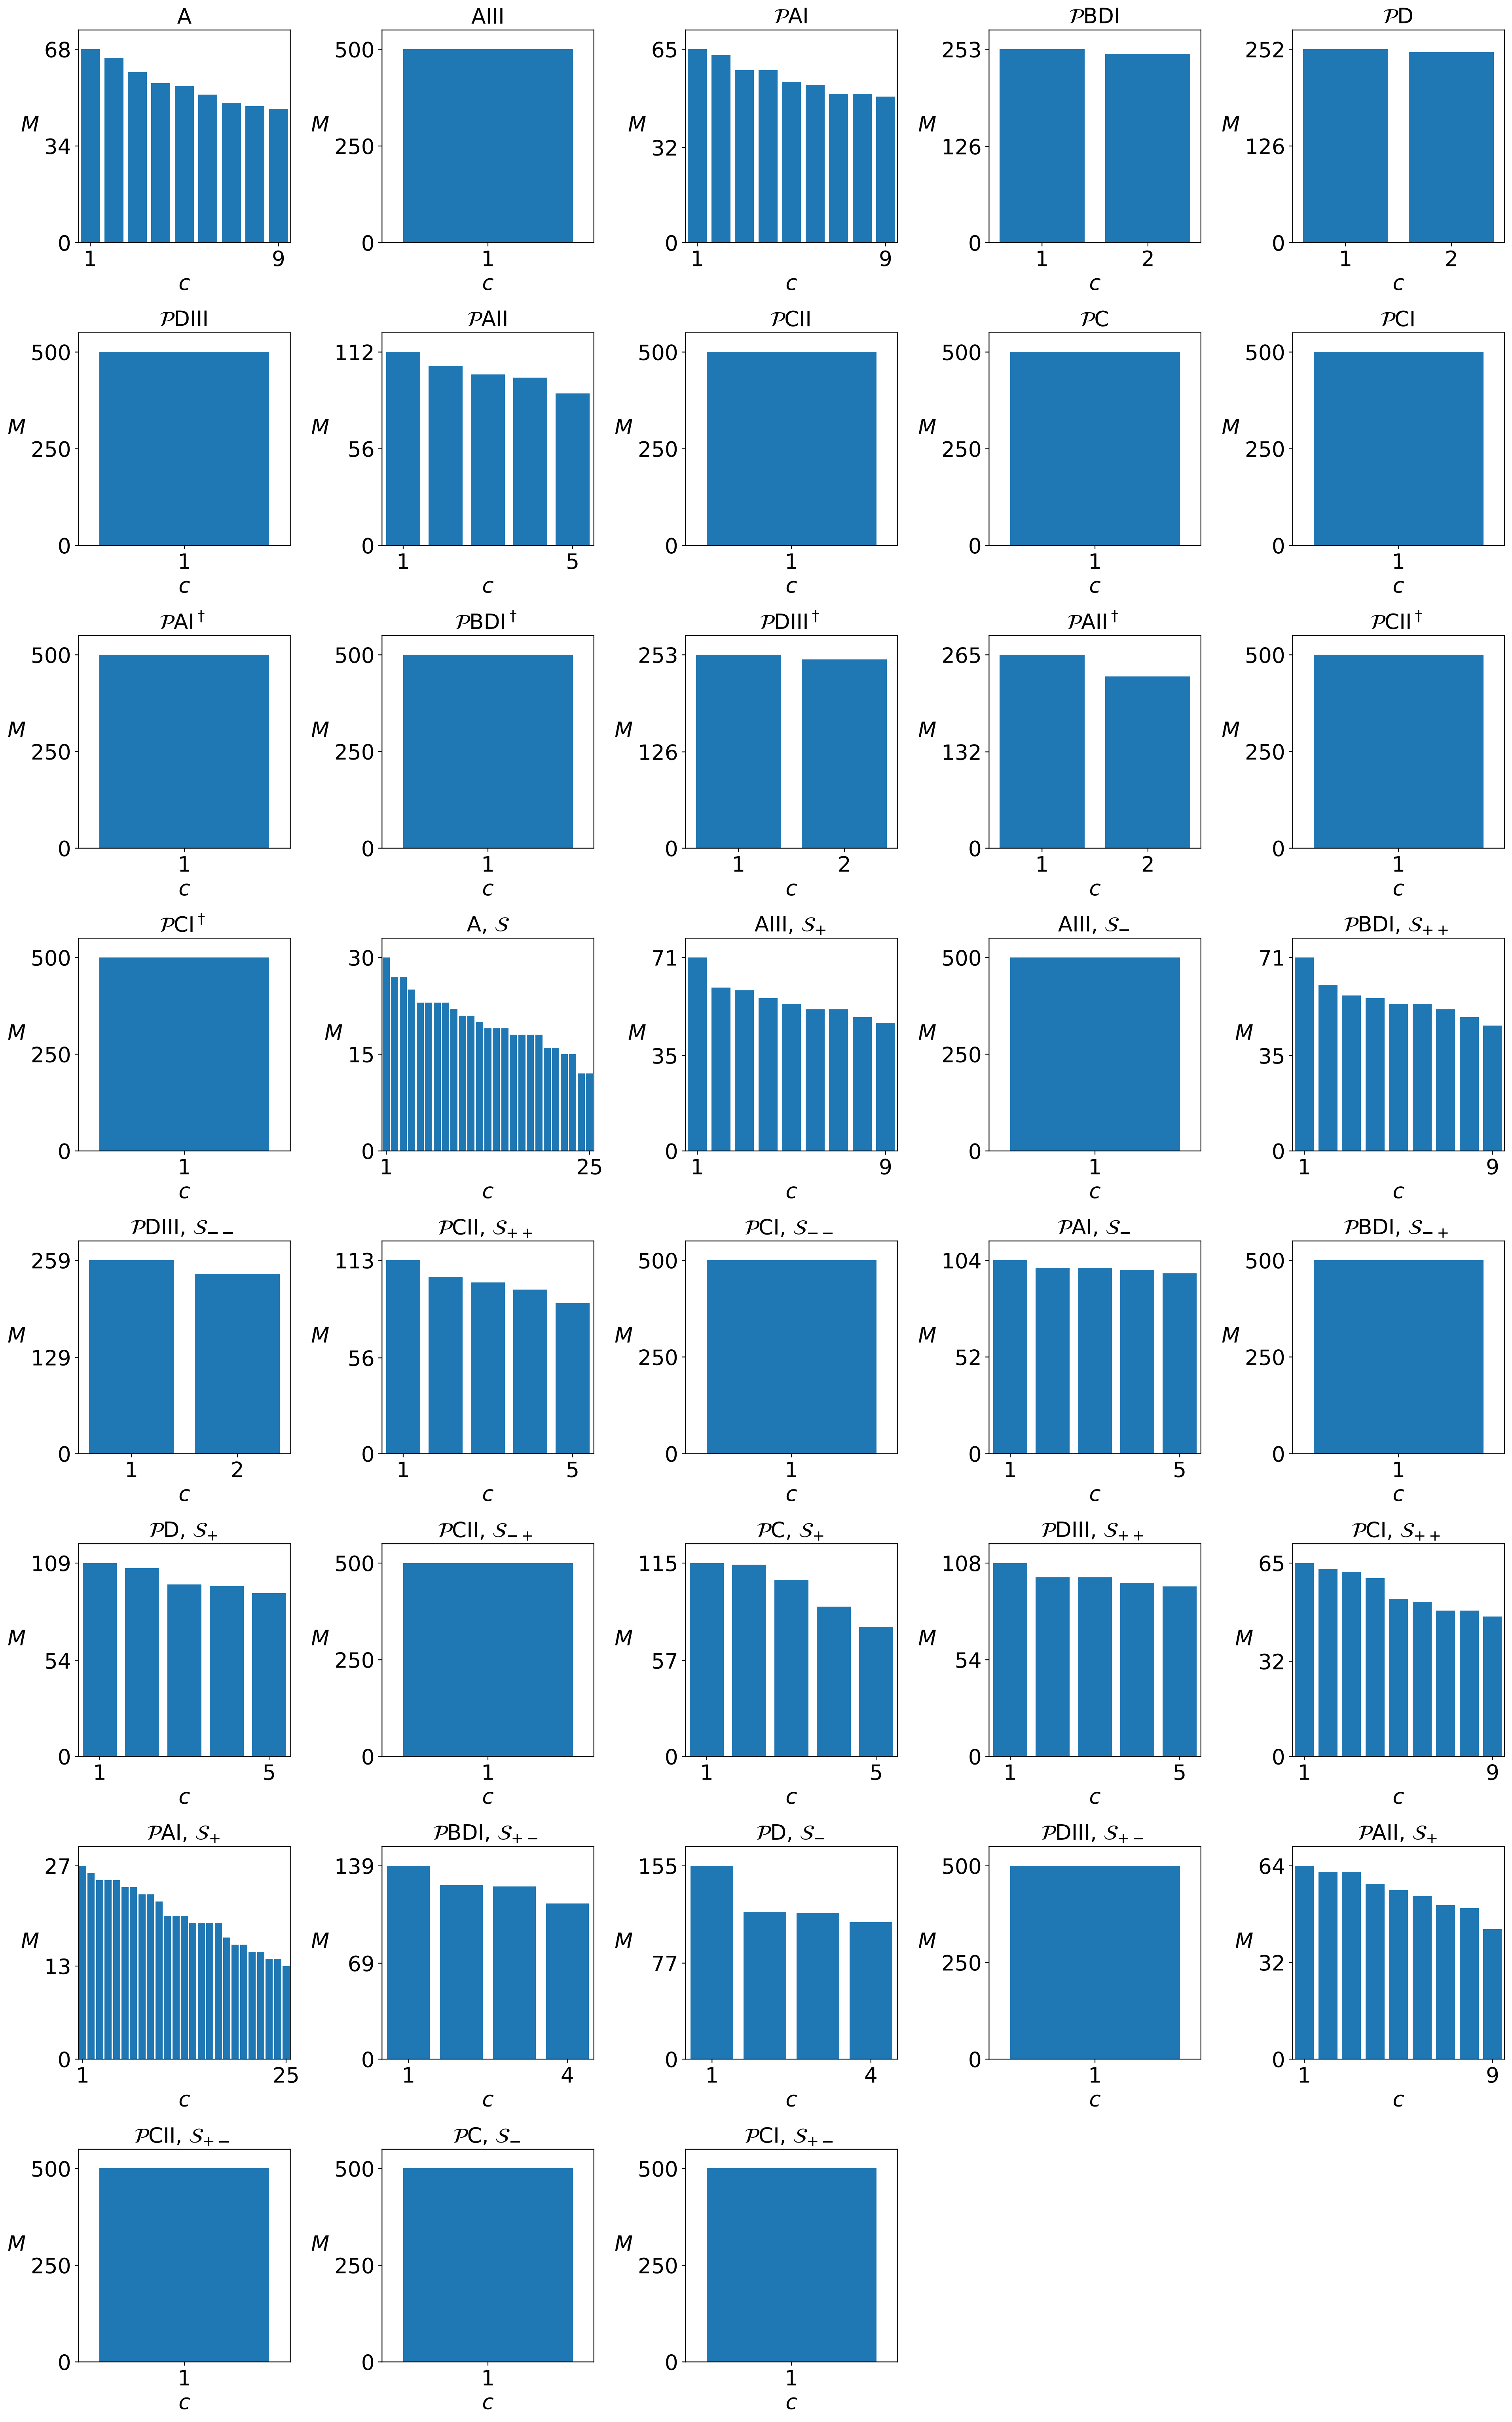 A
68
34
0
M
1 9
c
AIII
500
250
0
M
1
c
𝒫AI
65
32
0
M
1 9
c
𝒫BDI
253
126
0
M
1 2
c
𝒫D
252
126
0
M
1 2
c
𝒫DIII
500
250
0
M
1
c
𝒫AII
112
56
0
M
1 5
c
𝒫CII
500
250
0
M
1
c
𝒫C
500
250
0
M
1
c
𝒫CI
500
250
0
M
1
c
𝒫AI†
500
250
0
M
1
c
𝒫BDI†
500
250
0
M
1
c
𝒫DIII†
253
126
0
M
1 2
c
𝒫AII†
265
132
0
M
1 2
c
𝒫CII†
500
250
0
M
1
c
𝒫CI†
500
250
0
M
1
c
A, 𝒮
30
15
0
M
1 25
c
AIII, 𝒮₊
71
35
0
M
1 9
c
AIII, 𝒮₋
500
250
0
M
1
c
𝒫BDI, 𝒮₊₊
71
35
0
M
1 9
c
𝒫DIII, 𝒮₋₋
259
129
0
M
1 2
c
𝒫CII, 𝒮₊₊
113
56
0
M
1 5
c
𝒫CI, 𝒮₋₋
500
250
0
M
1
c
𝒫AI, 𝒮₋
104
52
0
M
1 5
c
𝒫BDI, 𝒮₋₊
500
250
0
M
1
c
𝒫D, 𝒮₊
109
54
0
M
1 5
c
𝒫CII, 𝒮₋₊
500
250
0
M
1
c
𝒫C, 𝒮₊
115
57
0
M
1 5
c
𝒫DIII, 𝒮₊₊
108
54
0
M
1 5
c
𝒫CI, 𝒮₊₊
65
32
0
M
1 9
c
𝒫AI, 𝒮₊
27
13
0
M
1 25
c
𝒫BDI, 𝒮₊₋
139
69
0
M
1 4
c
𝒫D, 𝒮₋
155
77
0
M
1 4
c
𝒫DIII, 𝒮₊₋
500
250
0
M
1
c
𝒫AII, 𝒮₊
64
32
0
M
1 9
c
𝒫CII, 𝒮₊₋
500
250
0
M
1
c
𝒫C, 𝒮₋
500
250
0
M
1
c
𝒫CI, 𝒮₊₋
500
250
0
M
1
c